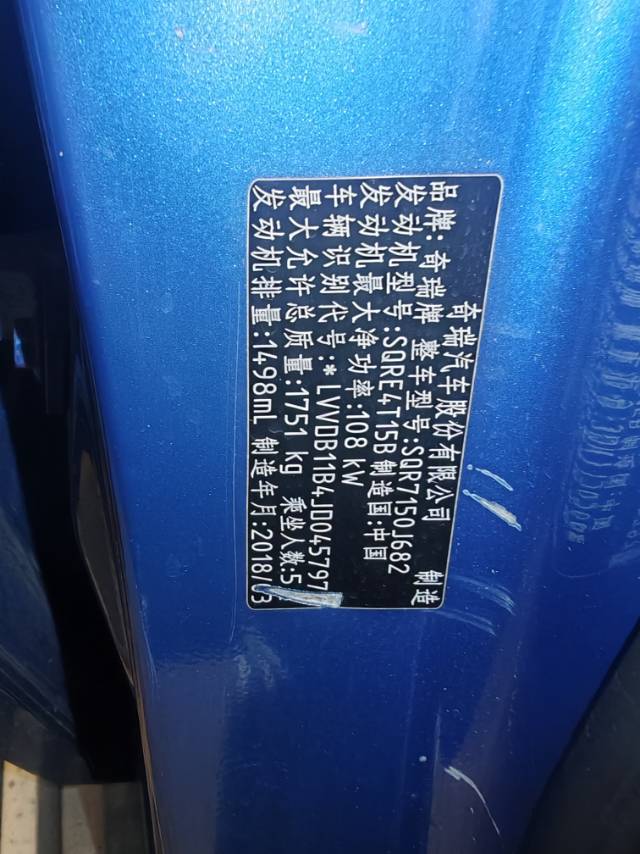 奇瑞汽车股份有限公司 制造
品牌:奇瑞牌 整车型号:SQR7150J682
发动机型号:SQRE4T15B 制造国:中国
发动机最大净功率:108 kW
车辆识别代号:*LVVDB11B4JD045797
最大允许总质量:1751 kg 乘坐人数:5
发动机排量:1498mL 制造年月:2018/03